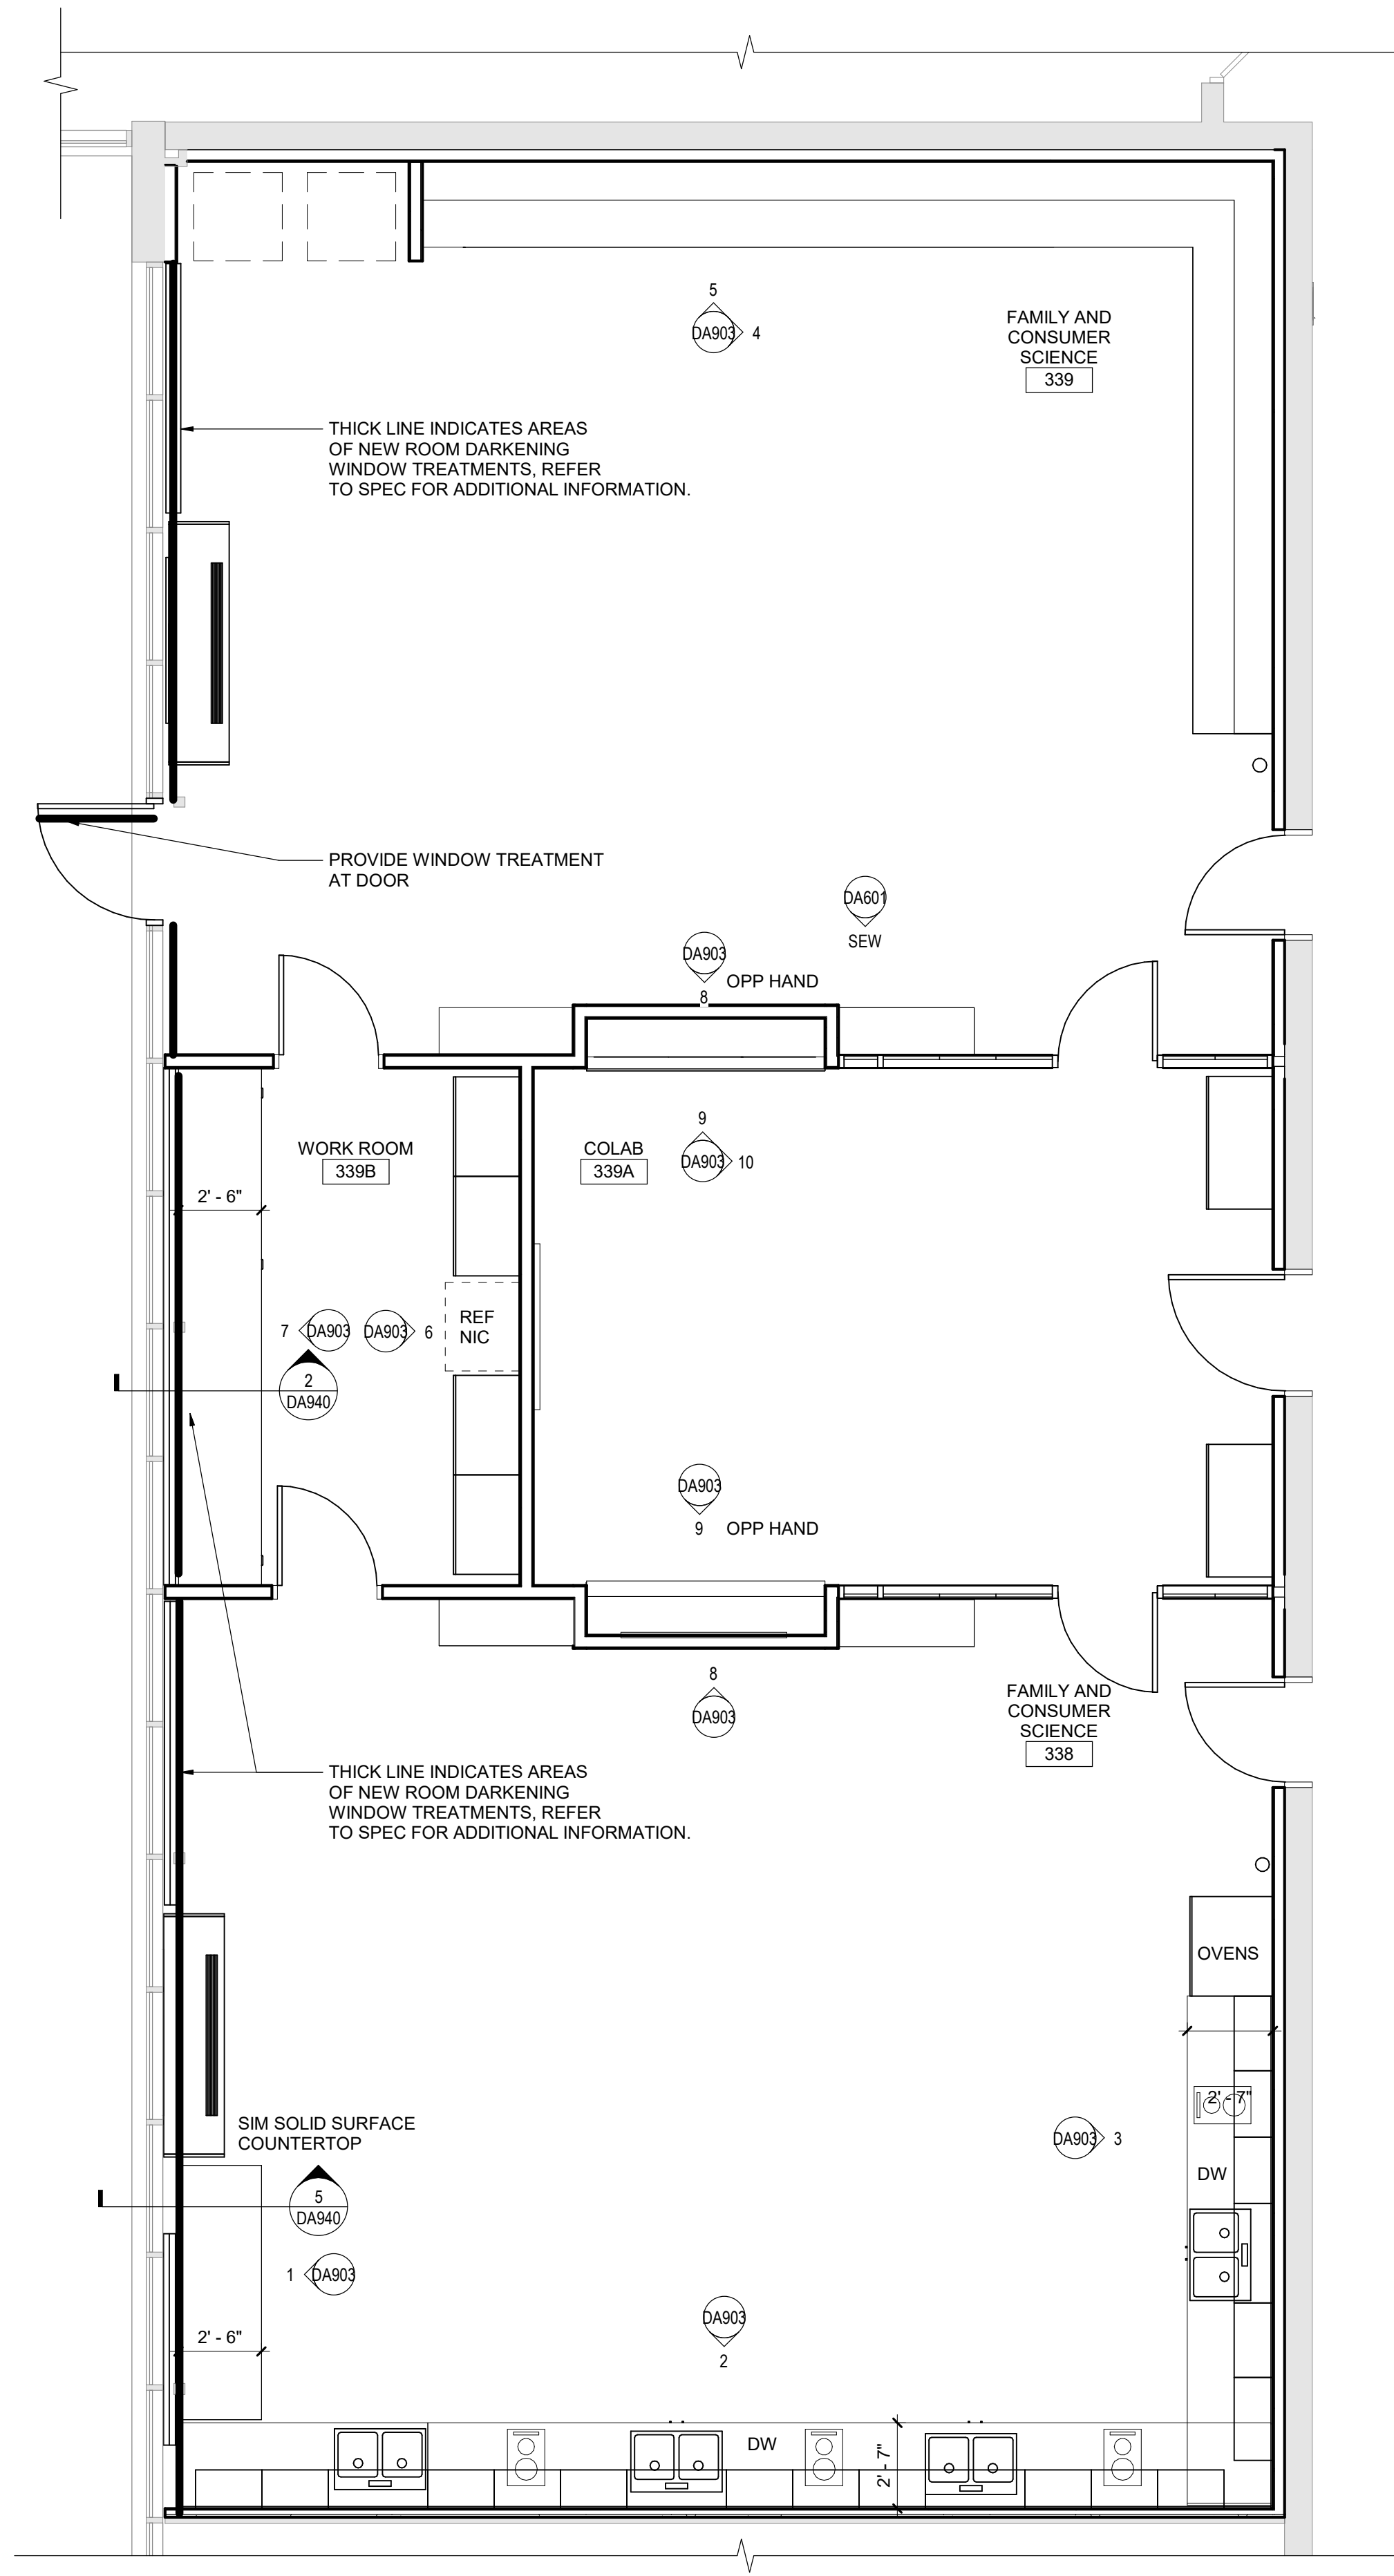 5
DA903
4
FAMILY AND
CONSUMER
SCIENCE
339
THICK LINE INDICATES AREAS
OF NEW ROOM DARKENING
WINDOW TREATMENTS, REFER
TO SPEC FOR ADDITIONAL INFORMATION.
PROVIDE WINDOW TREATMENT
AT DOOR
DA601
SEW
DA903
OPP HAND
8
WORK ROOM
339B
COLAB
339A
9
DA903
10
2' - 6"
7
DA903
DA903
6
REF
NIC
2
DA940
DA903
9
OPP HAND
8
DA903
FAMILY AND
CONSUMER
SCIENCE
338
THICK LINE INDICATES AREAS
OF NEW ROOM DARKENING
WINDOW TREATMENTS, REFER
TO SPEC FOR ADDITIONAL INFORMATION.
OVENS
2' - 7"
SIM SOLID SURFACE
COUNTERTOP
DA903
3
DW
5
DA940
1
DA903
DA903
2
2' - 6"
DW
2' - 7"